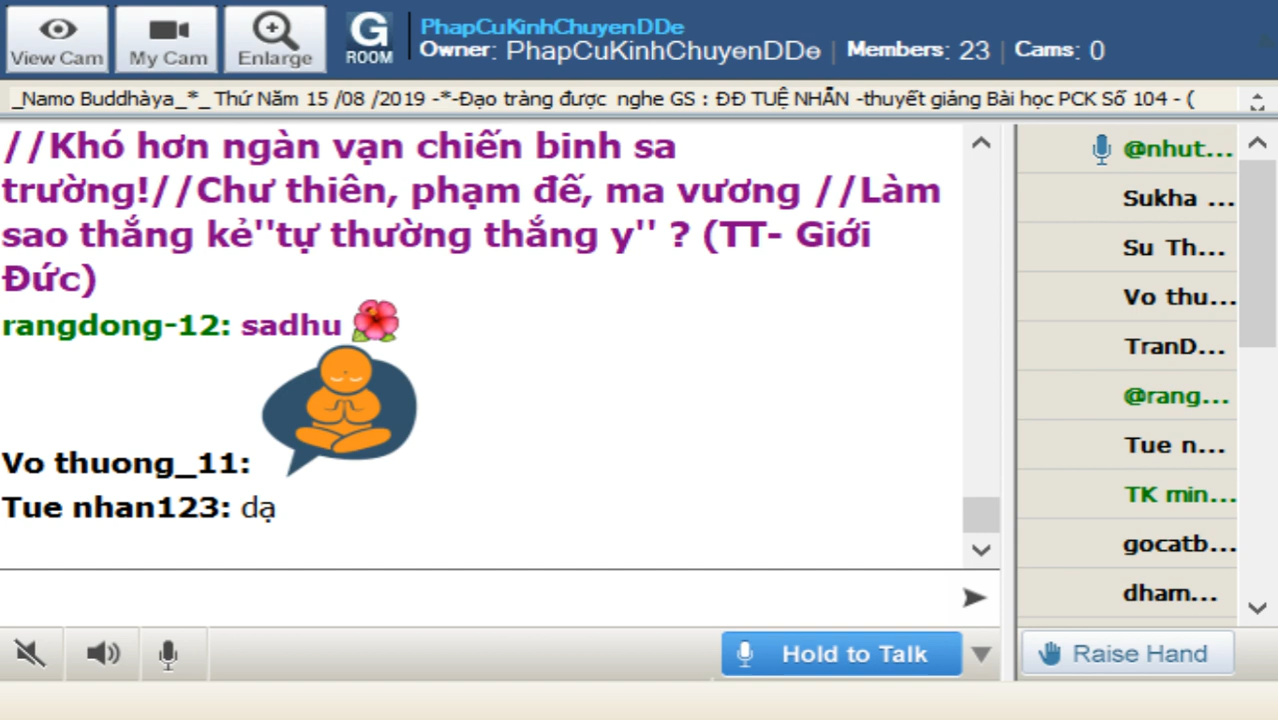 View Cam
My Cam
Enlarge
G ROOM
PhapCuKinhChuyenDDe
Owner: PhapCuKinhChuyenDDe | Members: 23 | Cams: 0
_Namo Buddhàya_*_ Thứ Năm 15 /08 /2019 -*-Đạo tràng được nghe GS : ĐĐ TUỆ NHẪN -thuyết giảng Bài học PCK Số 104 - (
//Khó hơn ngàn vạn chiến binh sa
trường!//Chư thiên, phạm đế, ma vương //Làm
sao thắng kẻ''tự thường thắng y'' ? (TT- Giới
Đức)
rangdong-12: sadhu
Vo thuong_11:
Tue nhan123: dạ
@nhut...
Sukha ...
Su Th...
Vo thu...
TranD...
@rang...
Tue n...
TK min...
gocatb...
dham...
Hold to Talk
Raise Hand